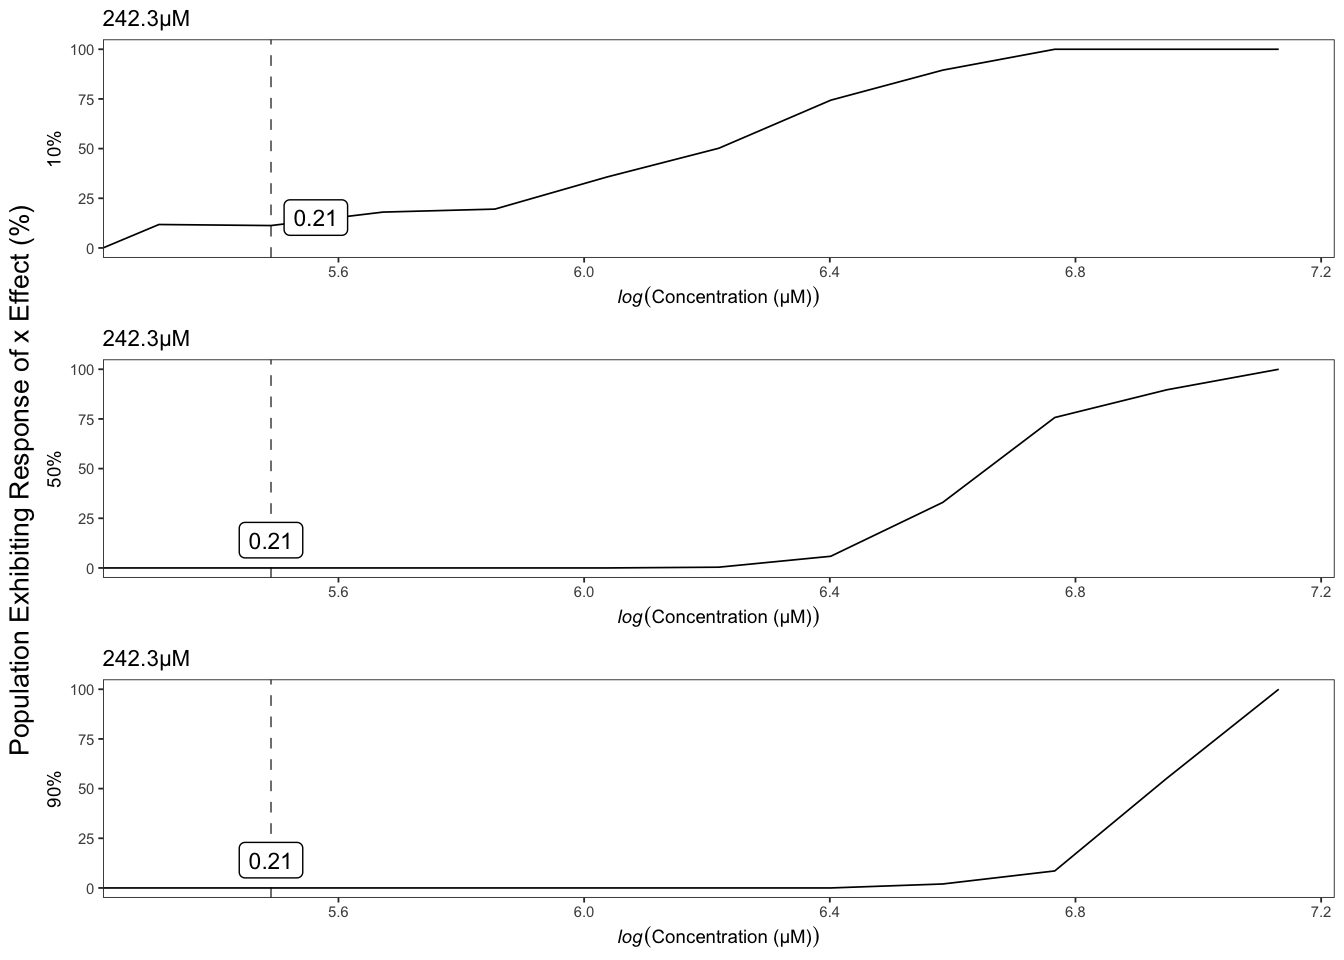 Population Exhibiting Response of x Effect (%)
242.3µM
10%
100
75
50
25
0
0.21
5.6 6.0 6.4 6.8 7.2
log(Concentration (µM))
242.3µM
50%
100
75
50
25
0
0.21
5.6 6.0 6.4 6.8 7.2
log(Concentration (µM))
242.3µM
90%
100
75
50
25
0
0.21
5.6 6.0 6.4 6.8 7.2
log(Concentration (µM))